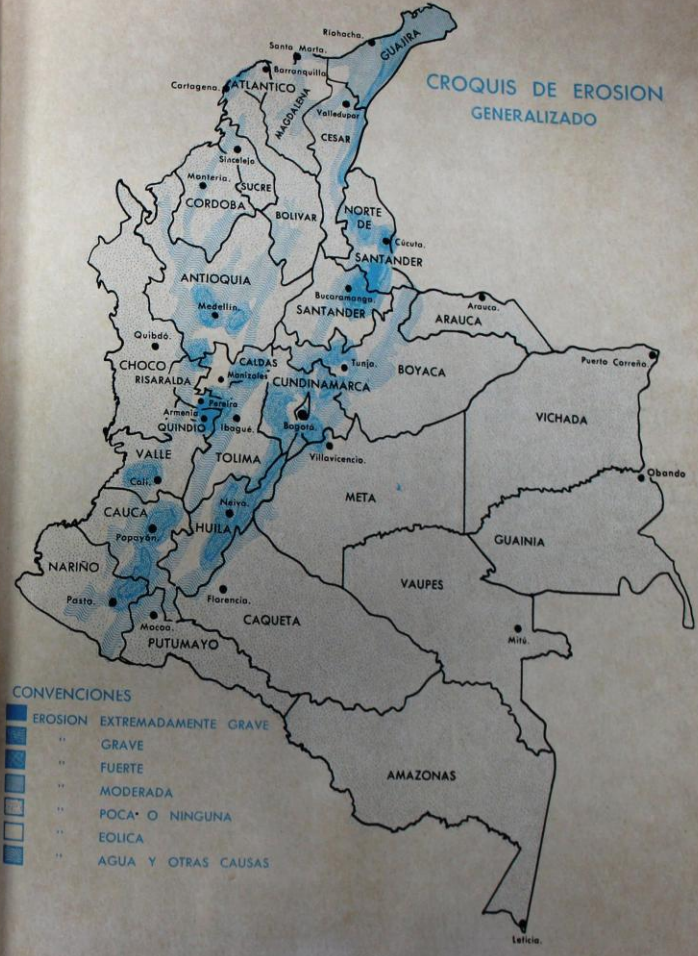 CROQUIS DE EROSION
GENERALIZADO
Riohacha.
GUAJIRA
Santa Marta.
Barranquilla
Cartagena.
ATLANTICO
MAGDALENA
Valledupar
CESAR
Sincelejo
Montería.
SUCRE
CORDOBA
BOLIVAR
NORTE
DE
SANTANDER
Cúcuta.
ANTIOQUIA
Bucaramanga.
SANTANDER
Medellín.
Arauca.
ARAUCA
Quibdó.
CHOCO
CALDAS
Tunja.
BOYACA
Puerto Carreño.
RISARALDA
Manizales
CUNDINAMARCA
Pereira
Armenia
QUINDIO
Ibagué.
Bogotá.
VICHADA
VALLE
TOLIMA
Villavicencio.
Cali.
META
Obando
CAUCA
Neiva.
HUILA
Popayán.
GUAINIA
NARIÑO
VAUPES
Pasto.
Florencia.
CAQUETA
Mocoa.
PUTUMAYO
Mitú.
CONVENCIONES
EROSION EXTREMADAMENTE GRAVE
" GRAVE
" FUERTE
" MODERADA
" POCA O NINGUNA
" EOLICA
" AGUA Y OTRAS CAUSAS
AMAZONAS
Leticia.